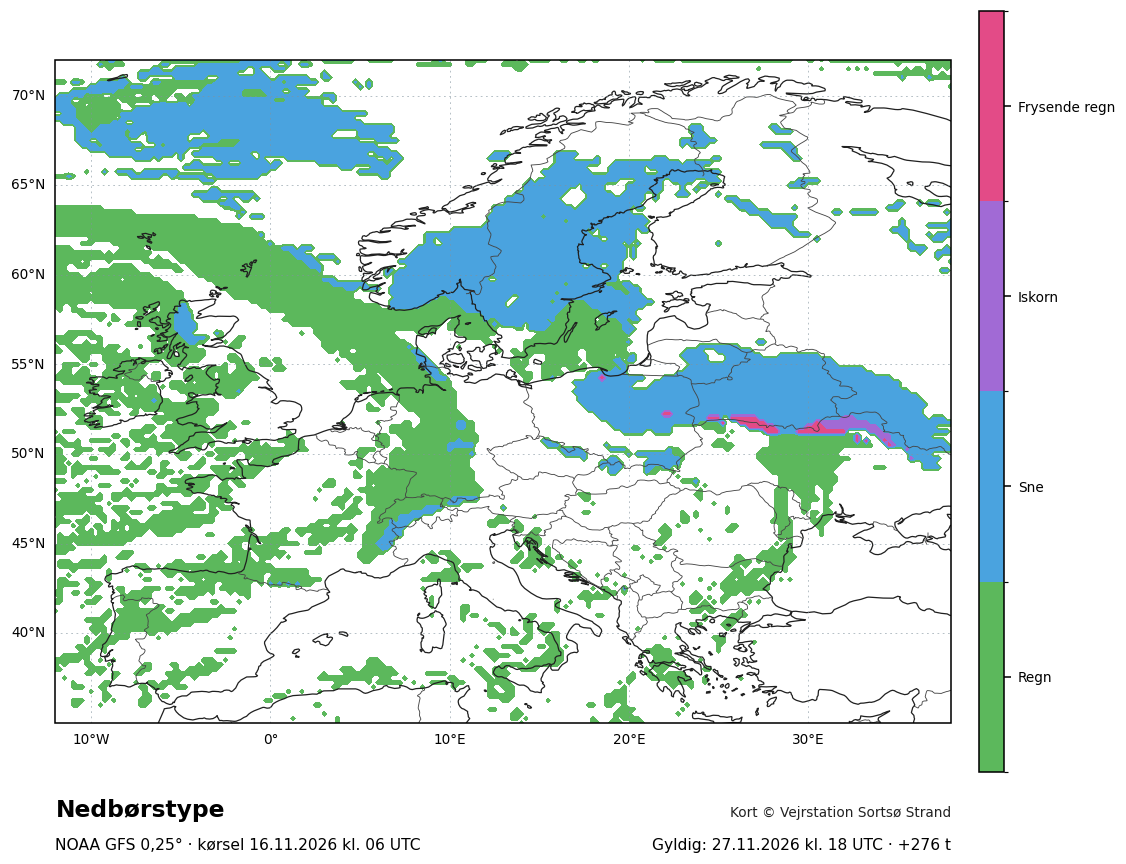 70°N
65°N
60°N
55°N
50°N
45°N
40°N
10°W
0°
10°E
20°E
30°E
Frysende regn
Iskorn
Sne
Regn
Nedbørstype
Kort © Vejrstation Sortsø Strand
NOAA GFS 0,25° · kørsel 16.11.2026 kl. 06 UTC
Gyldig: 27.11.2026 kl. 18 UTC · +276 t